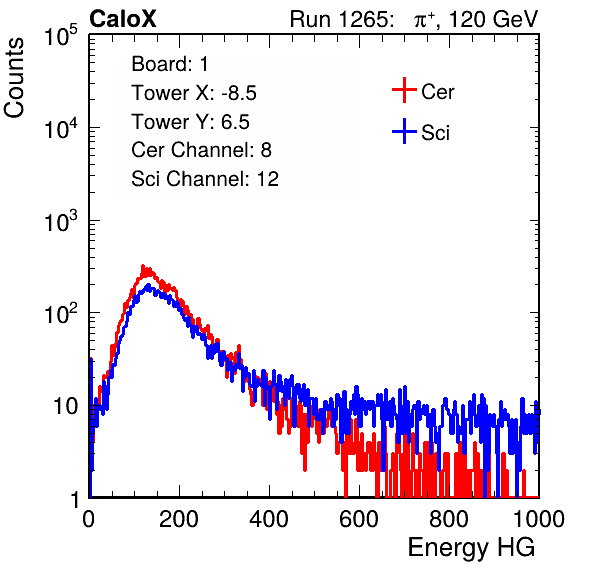 CaloX Run 1265: π⁺, 120 GeV
Counts
10⁵
10⁴
10³
10²
10
1
Board: 1
Tower X: -8.5
Tower Y: 6.5
Cer Channel: 8
Sci Channel: 12
Cer
Sci
0 200 400 600 800 1000
Energy HG